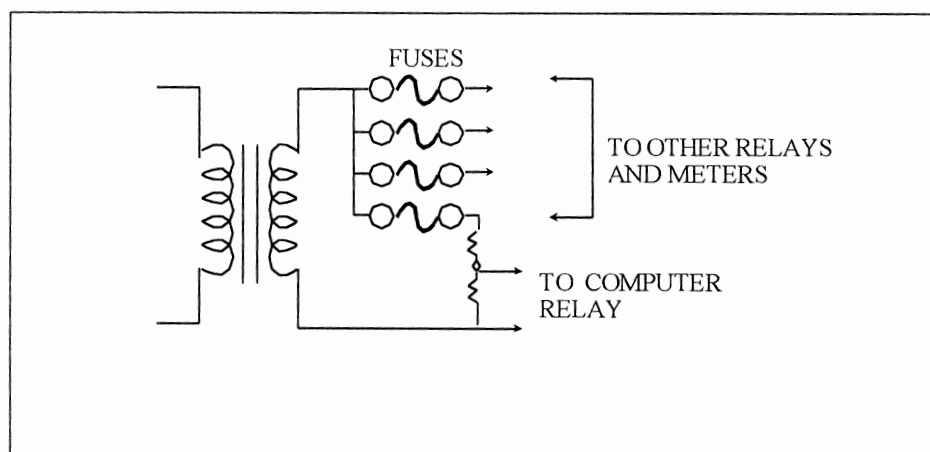 FUSES
TO OTHER RELAYS
AND METERS
TO COMPUTER
RELAY